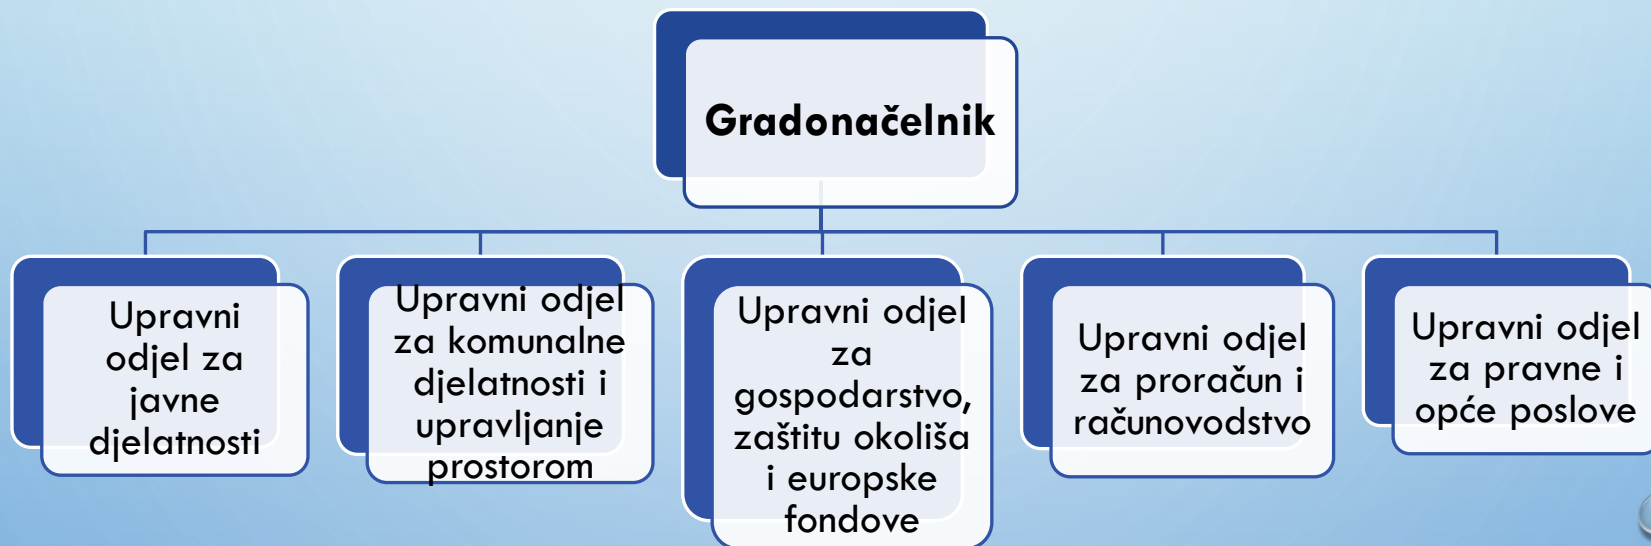 Gradonačelnik
Upravni
odjel za
javne
djelatnosti
Upravni odjel
za komunalne
djelatnosti i
upravljanje
prostorom
Upravni odjel
za
gospodarstvo,
zaštitu okoliša
i europske
fondove
Upravni odjel
za proračun i
računovodstvo
Upravni odjel
za pravne i
opće poslove